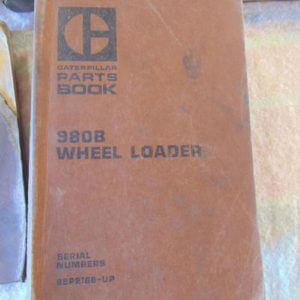 CATERPILLAR
PARTS
BOOK
980B
WHEEL LOADER
SERIAL
NUMBERS